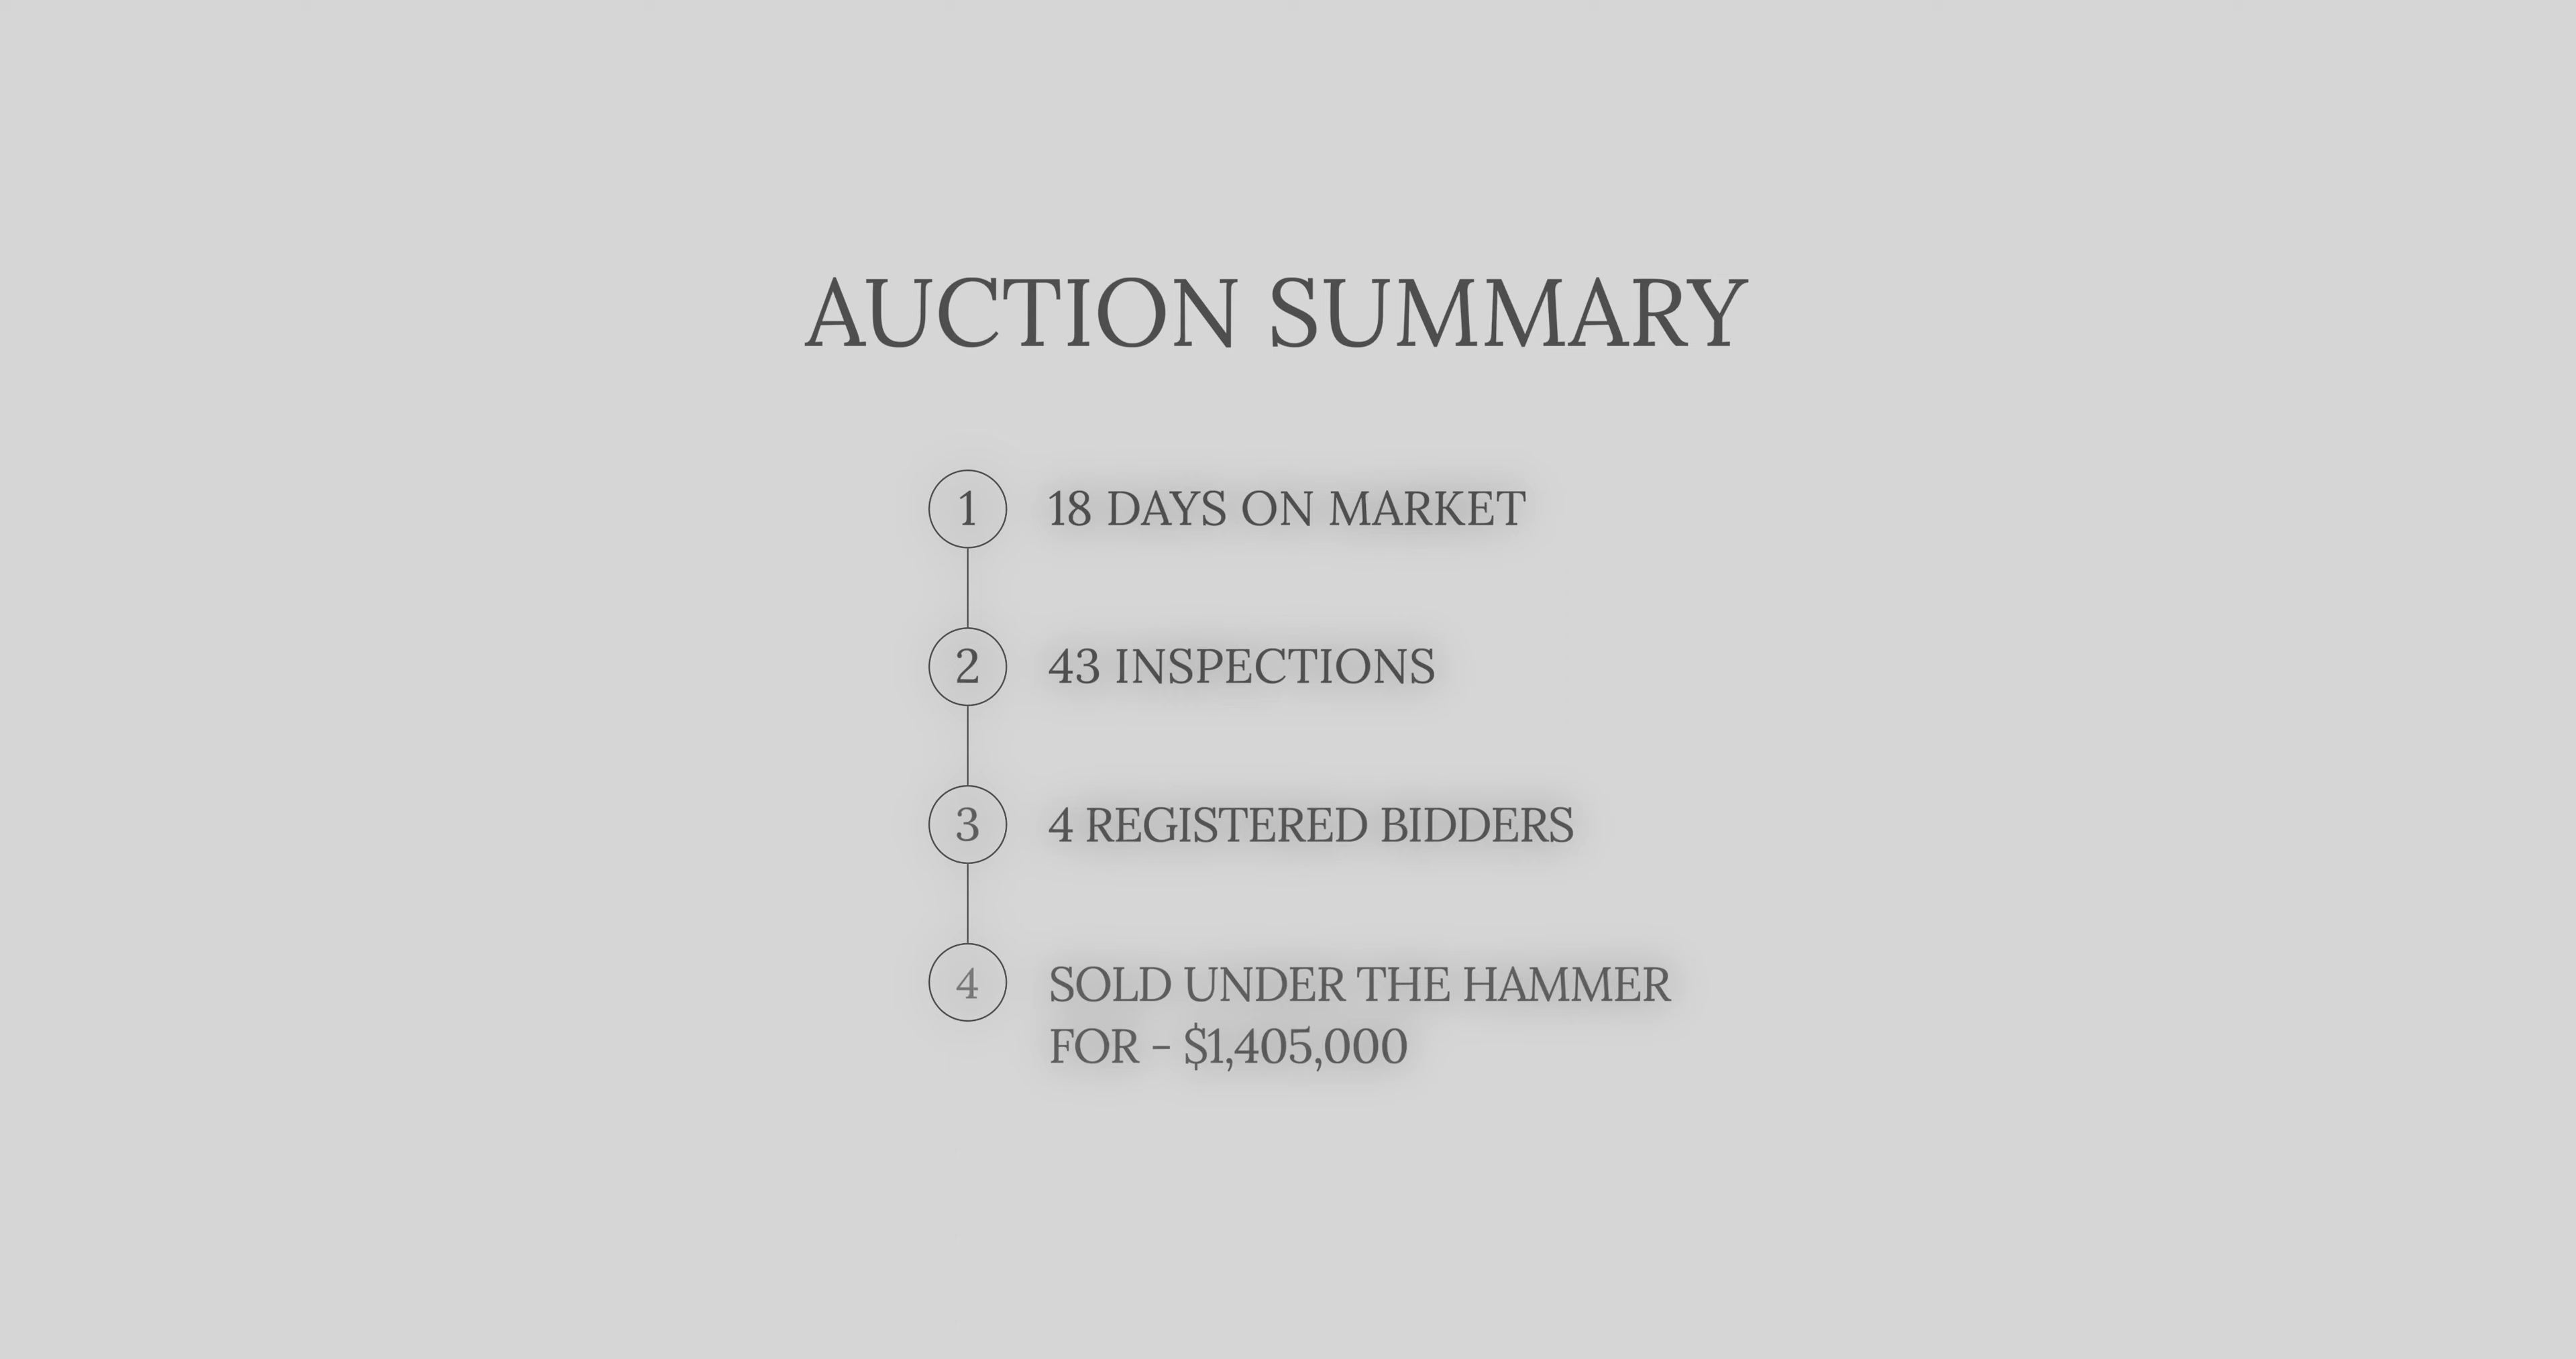 AUCTION SUMMARY
1 18 DAYS ON MARKET
2 43 INSPECTIONS
3 4 REGISTERED BIDDERS
4 SOLD UNDER THE HAMMER
FOR - $1,405,000